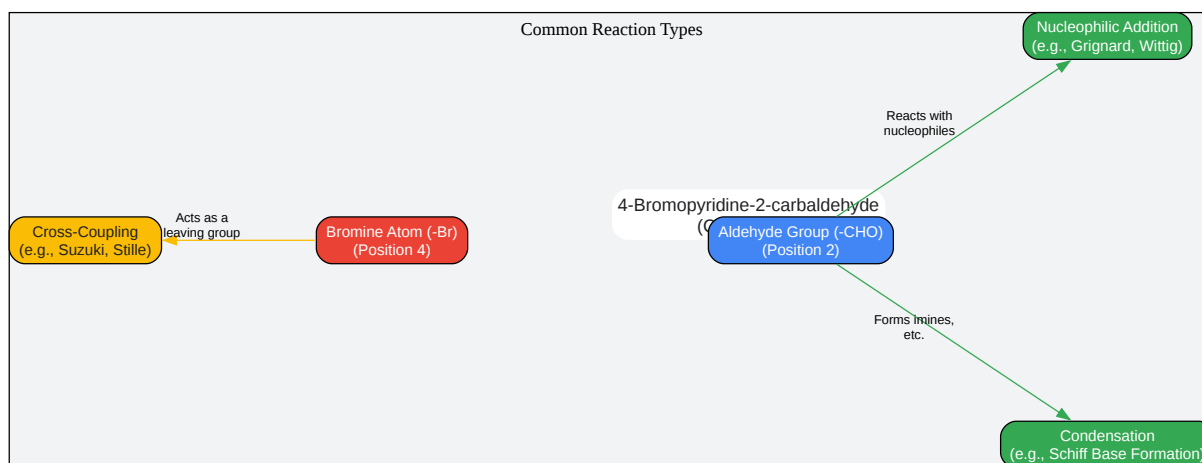 Common Reaction Types
Nucleophilic Addition
(e.g., Grignard, Wittig)
Reacts with
nucleophiles
4-Bromopyridine-2-carbaldehyde
Cross-Coupling
(e.g., Suzuki, Stille)
Acts as a
leaving group
Bromine Atom (-Br)
(Position 4)
Aldehyde Group (-CHO)
(Position 2)
Forms imines,
etc.
Condensation
(e.g., Schiff Base Formation)